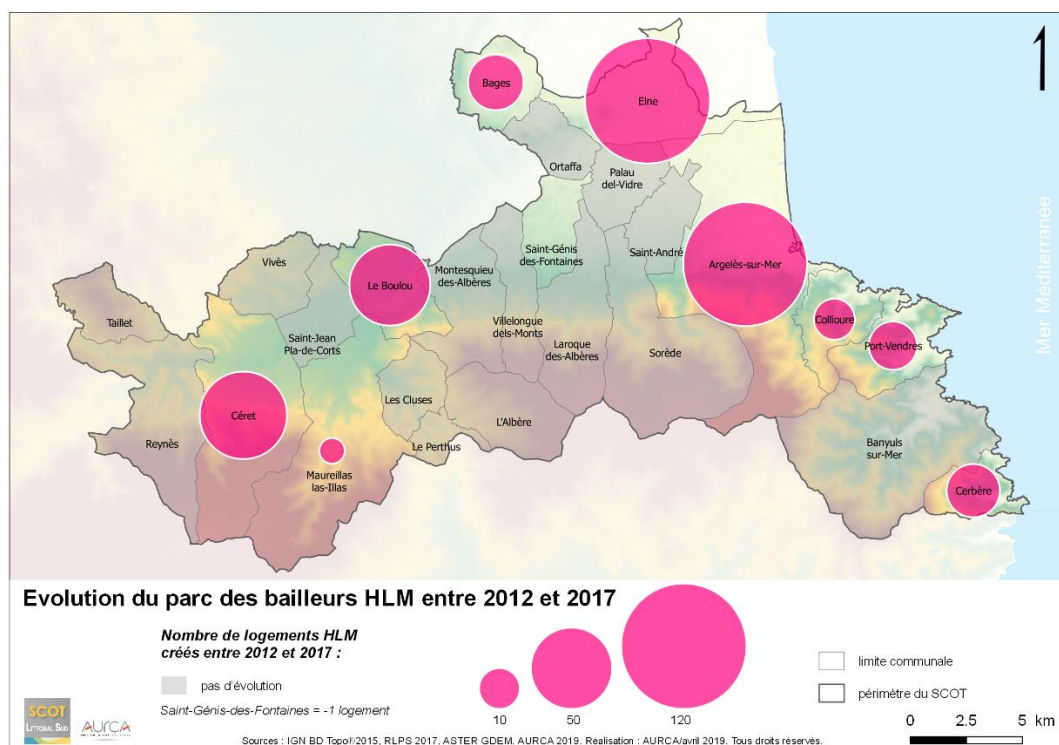 Bages
Elne
Ortaffa
Palau
del-Vidre
Mer Méditerranée
Saint-Génis
des-Fontaines
Saint-André
Argelès-sur-Mer
Vivès
Le Boulou
Montesquieu
des-Albères
Taillet
Saint-Jean
Pla-de-Corts
Villelongue
dels-Monts
Laroque
des-Albères
Sorède
Collioure
Port-Vendres
Céret
Les Cluses
L'Albère
Reynès
Le Perthus
Banyuls
sur-Mer
Maureillas
las-Illas
Cerbère
Evolution du parc des bailleurs HLM entre 2012 et 2017
Nombre de logements HLM
créés entre 2012 et 2017 :
pas d'évolution
Saint-Génis-des-Fontaines = -1 logement
10
50
120
limite communale
périmètre du SCOT
0 2.5 5 km
SCOT
LITTORAL SUD
AURCA
Sources : IGN BD Topo®2015, RLPS 2017, ASTER GDEM, AURCA 2019. Réalisation : AURCA/avril 2019. Tous droits réservés.